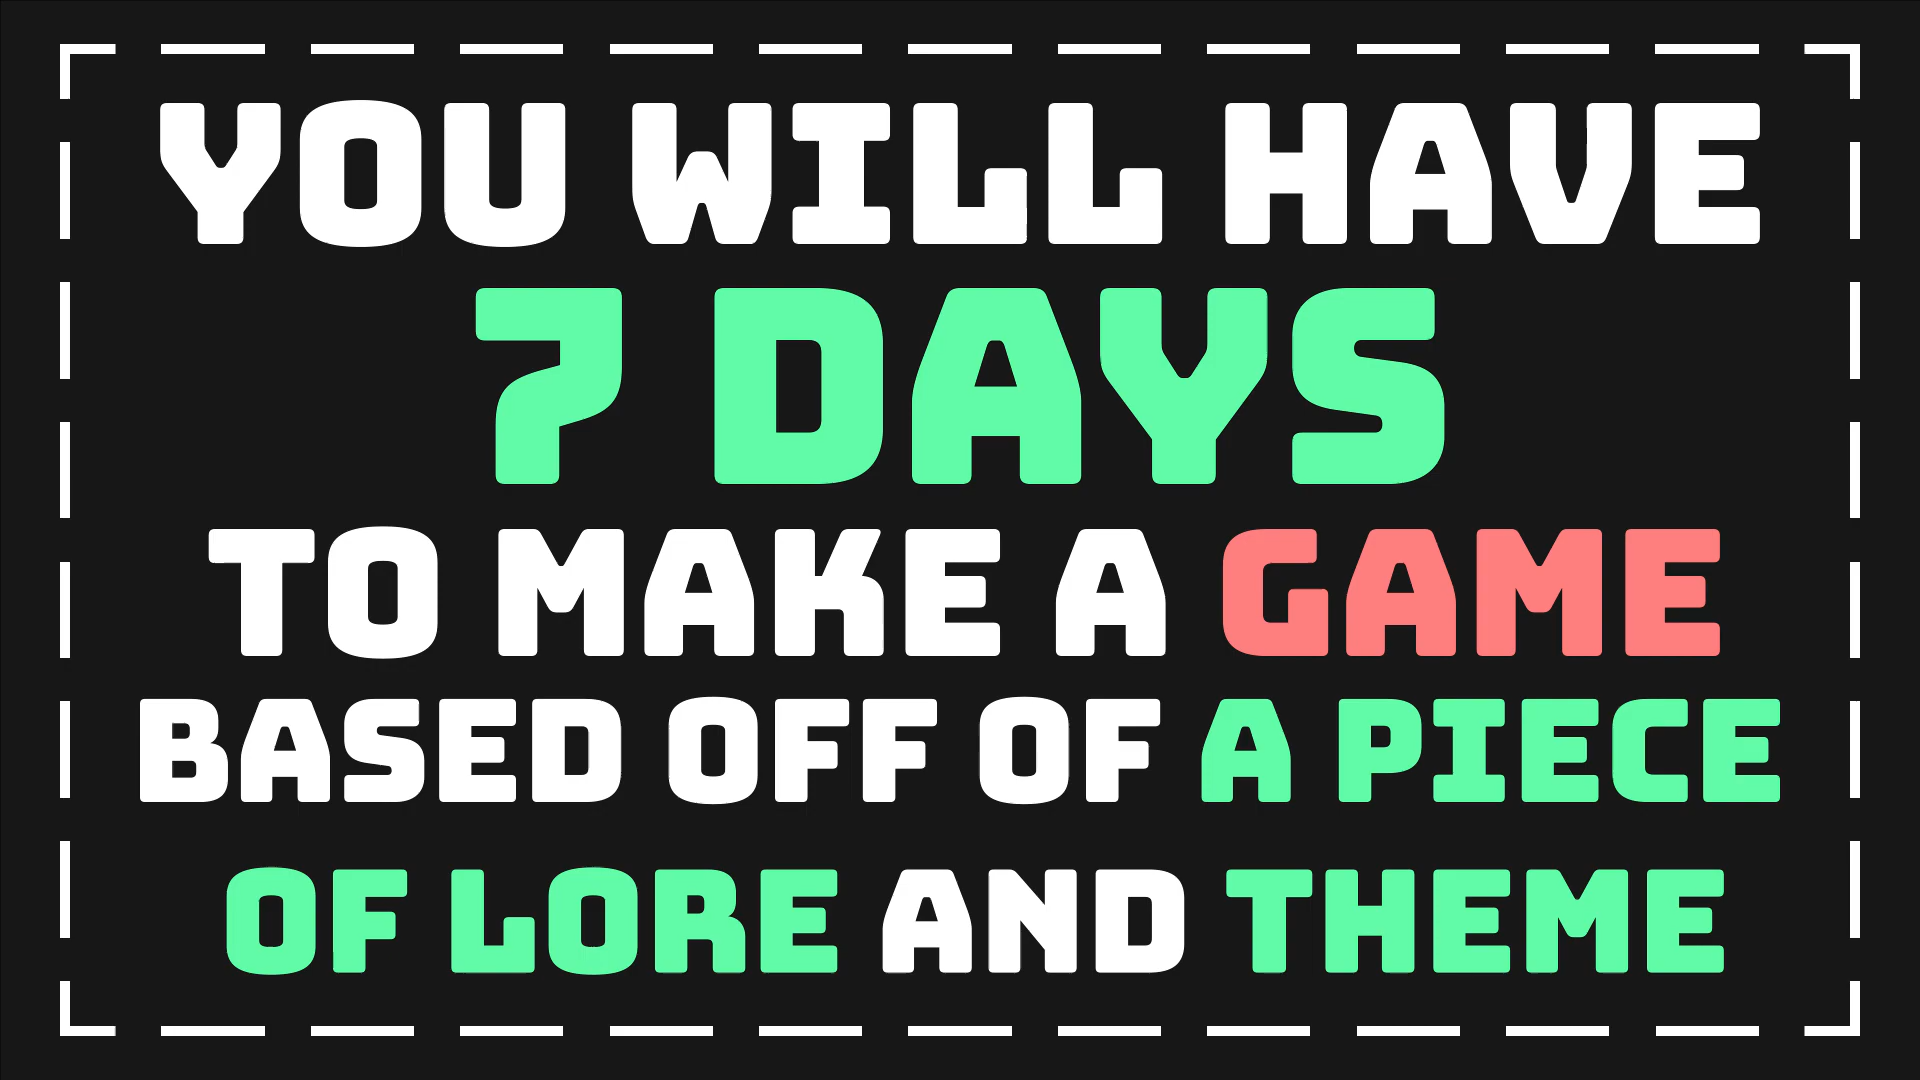 YOU WILL HAVE
7 DAYS
TO MAKE A GAME
BASED OFF OF A PIECE
OF LORE AND THEME